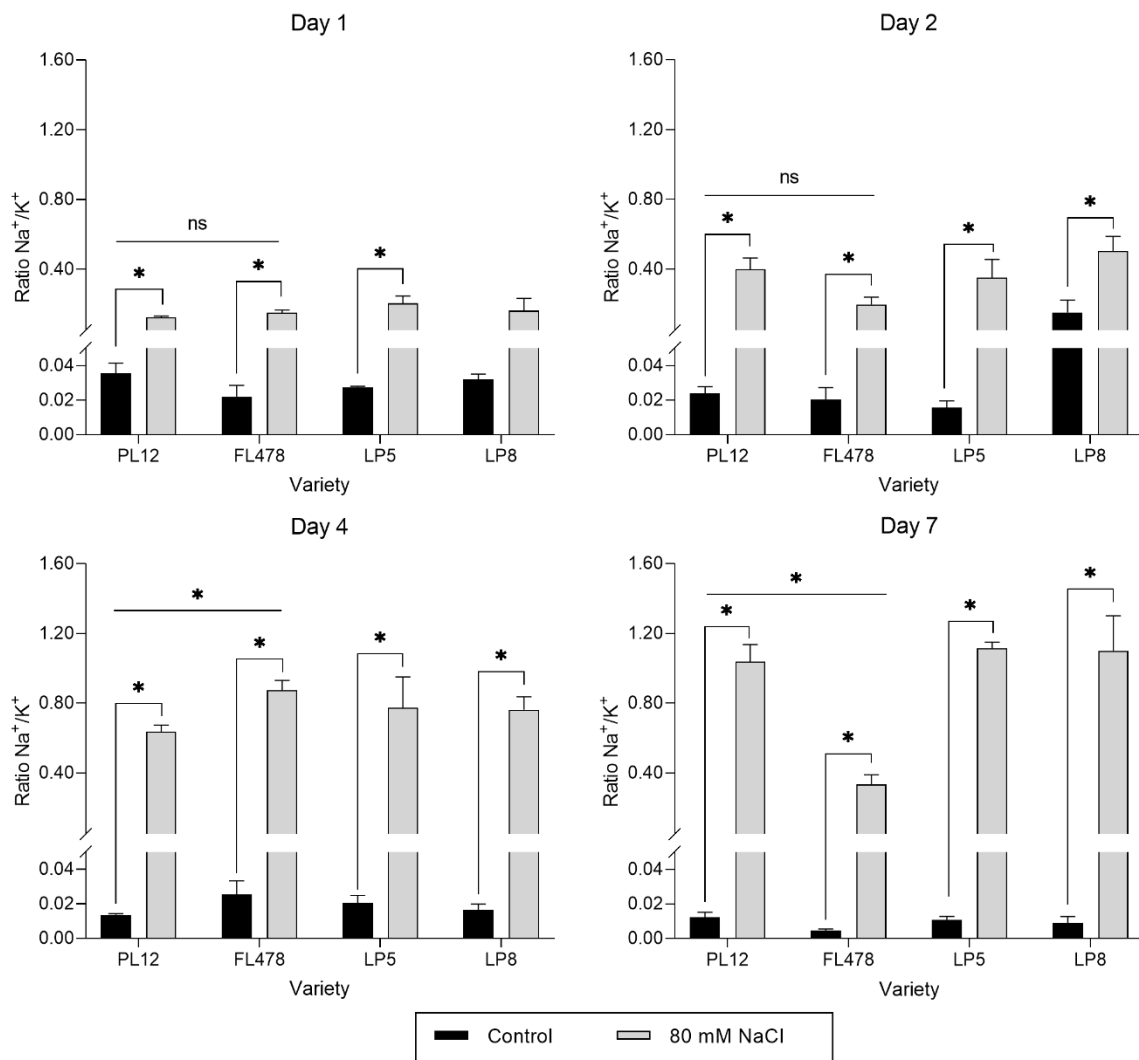 Day 1
1.60
1.20
0.80
0.40
0.04
0.02
0.00
Ratio Na⁺/K⁺
ns
*
*
*
PL12 FL478 LP5 LP8
Variety
Day 2
1.60
1.20
0.80
0.40
0.04
0.02
0.00
Ratio Na⁺/K⁺
ns
*
*
*
*
PL12 FL478 LP5 LP8
Variety
Day 4
1.60
1.20
0.80
0.40
0.04
0.02
0.00
Ratio Na⁺/K⁺
*
*
*
*
*
PL12 FL478 LP5 LP8
Variety
Day 7
1.60
1.20
0.80
0.40
0.04
0.02
0.00
Ratio Na⁺/K⁺
*
*
*
*
*
PL12 FL478 LP5 LP8
Variety
Control 80 mM NaCl